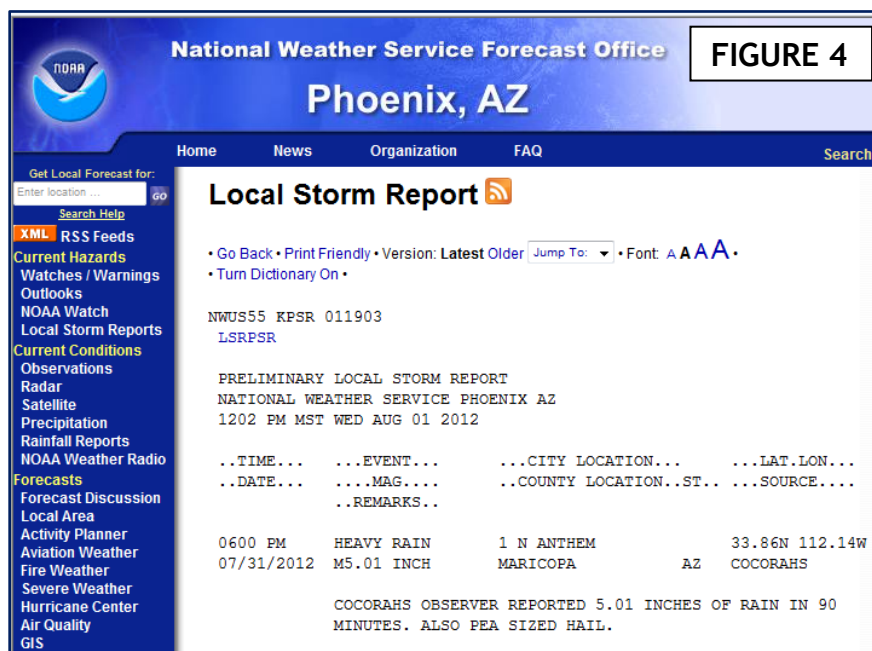 NOAA
National Weather Service Forecast Office
FIGURE 4
Phoenix, AZ
Home News Organization FAQ Search
Get Local Forecast for:
Enter location ... GO
Search Help
XML RSS Feeds
Current Hazards
Watches / Warnings
Outlooks
NOAA Watch
Local Storm Reports
Current Conditions
Observations
Radar
Satellite
Precipitation
Rainfall Reports
NOAA Weather Radio
Forecasts
Forecast Discussion
Local Area
Activity Planner
Aviation Weather
Fire Weather
Severe Weather
Hurricane Center
Air Quality
GIS
Local Storm Report
• Go Back • Print Friendly • Version: Latest Older Jump To: • Font: A A A A •
• Turn Dictionary On •
NWUS55 KPSR 011903
LSRPSR
PRELIMINARY LOCAL STORM REPORT
NATIONAL WEATHER SERVICE PHOENIX AZ
1202 PM MST WED AUG 01 2012
..TIME... ...EVENT... ...CITY LOCATION... ...LAT.LON...
..DATE... ....MAG.... ..COUNTY LOCATION..ST.. ...SOURCE....
..REMARKS..
0600 PM HEAVY RAIN 1 N ANTHEM 33.86N 112.14W
07/31/2012 M5.01 INCH MARICOPA AZ COCORAHS
COCORAHS OBSERVER REPORTED 5.01 INCHES OF RAIN IN 90
MINUTES. ALSO PEA SIZED HAIL.